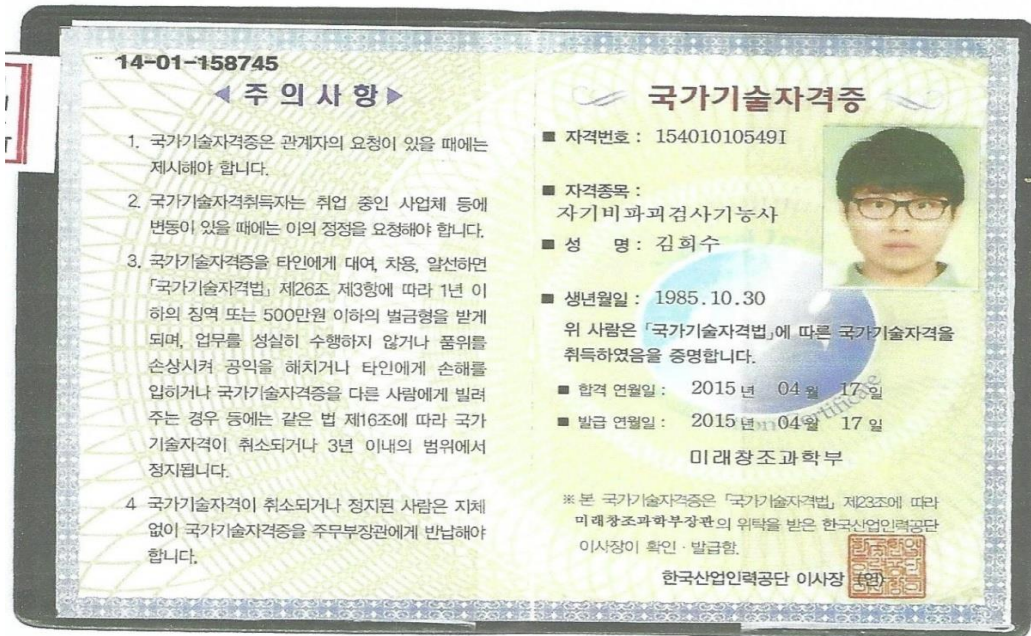 14-01-158745
◀ 주 의 사 항 ▶
1. 국가기술자격증은 관계자의 요청이 있을 때에는
제시해야 합니다.
2. 국가기술자격취득자는 취업 중인 사업체 등에
변동이 있을 때에는 이의 정정을 요청해야 합니다.
3. 국가기술자격증을 타인에게 대여, 차용, 알선하면
「국가기술자격법」 제26조 제3항에 따라 1년 이
하의 징역 또는 500만원 이하의 벌금형을 받게
되며, 업무를 성실히 수행하지 않거나 품위를
손상시켜 공익을 해치거나 타인에게 손해를
입히거나 국가기술자격증을 다른 사람에게 빌려
주는 경우 등에는 같은 법 제16조에 따라 국가
기술자격이 취소되거나 3년 이내의 범위에서
정지됩니다.
4 국가기술자격이 취소되거나 정지된 사람은 지체
없이 국가기술자격증을 주무부장관에게 반납해야
합니다.
국가기술자격증
■ 자격번호 : 15401010549I
■ 자격종목 :
자기비파괴검사기능사
■ 성 명 : 김희수
■ 생년월일 : 1985.10.30
위 사람은 「국가기술자격법」에 따른 국가기술자격을
취득하였음을 증명합니다.
■ 합격 연월일 : 2015 년 04 월 17 일
■ 발급 연월일 : 2015 년 04 월 17 일
미래창조과학부
※ 본 국가기술자격증은 「국가기술자격법」 제23조에 따라
미래창조과학부장관의 위탁을 받은 한국산업인력공단
이사장이 확인 · 발급함.
한국산업인력공단 이사장 (인)